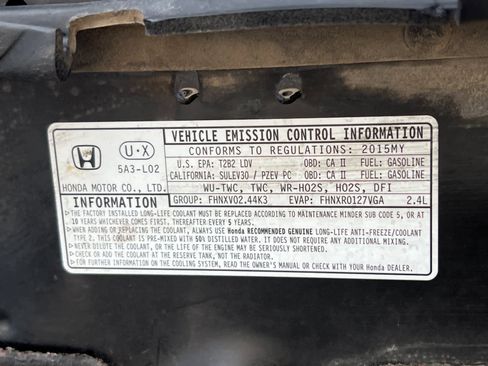 VEHICLE EMISSION CONTROL INFORMATION
U·X
5A3-L02
HONDA MOTOR CO., LTD.
CONFORMS TO REGULATIONS: 2015MY
U.S. EPA: T2B2 LDV OBD: CA II FUEL: GASOLINE
CALIFORNIA: SULEV30 / PZEV PC OBD: CA II FUEL: GASOLINE
WU-TWC, TWC, WR-HO2S, HO2S, DFI
GROUP: FHNXV02.44K3 EVAP: FHNXR0127VGA 2.4L
INFORMATION
▷THE FACTORY INSTALLED LONG-LIFE COOLANT MUST BE REPLACED ACCORDING TO MAINTENANCE MINDER SUB CODE 5, OR AT
10 YEARS WHICHEVER COMES FIRST. THEREAFTER REPLACE EVERY 5 YEARS.
▷WHEN ADDING OR REPLACING THE COOLANT, ALWAYS USE Honda RECOMMENDED GENUINE LONG-LIFE ANTI-FREEZE/COOLANT
TYPE 2. THIS COOLANT IS PRE-MIXED WITH 50% DISTILLED WATER. IT DOES NOT REQUIRE ANY ADDITIONAL MIXING.
▷NEVER DILUTE THE COOLANT, OR THE LIFE OF THE ENGINE MAY BE SERIOUSLY SHORTENED.
▷CHECK AND ADD COOLANT AT THE RESERVE TANK, NOT THE RADIATOR.
▷FOR FURTHER INFORMATION ON THE COOLING SYSTEM, READ THE OWNER'S MANUAL OR CHECK WITH YOUR Honda DEALER.